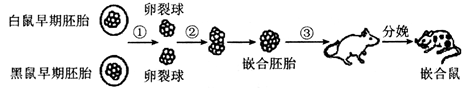 白鼠早期胚胎 卵裂球 分娩
① ② ③
黑鼠早期胚胎 卵裂球 嵌合胚胎 嵌合鼠